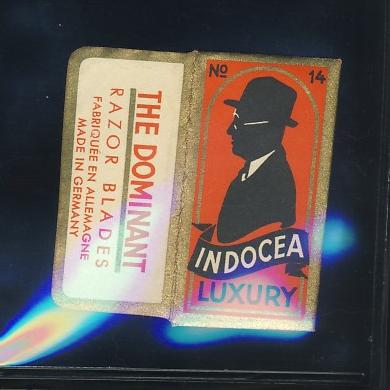 THE DOMINANT
RAZOR BLADES
FABRIQUÉE EN ALLEMAGNE
MADE IN GERMANY
Nº 14
INDOCEA
LUXURY